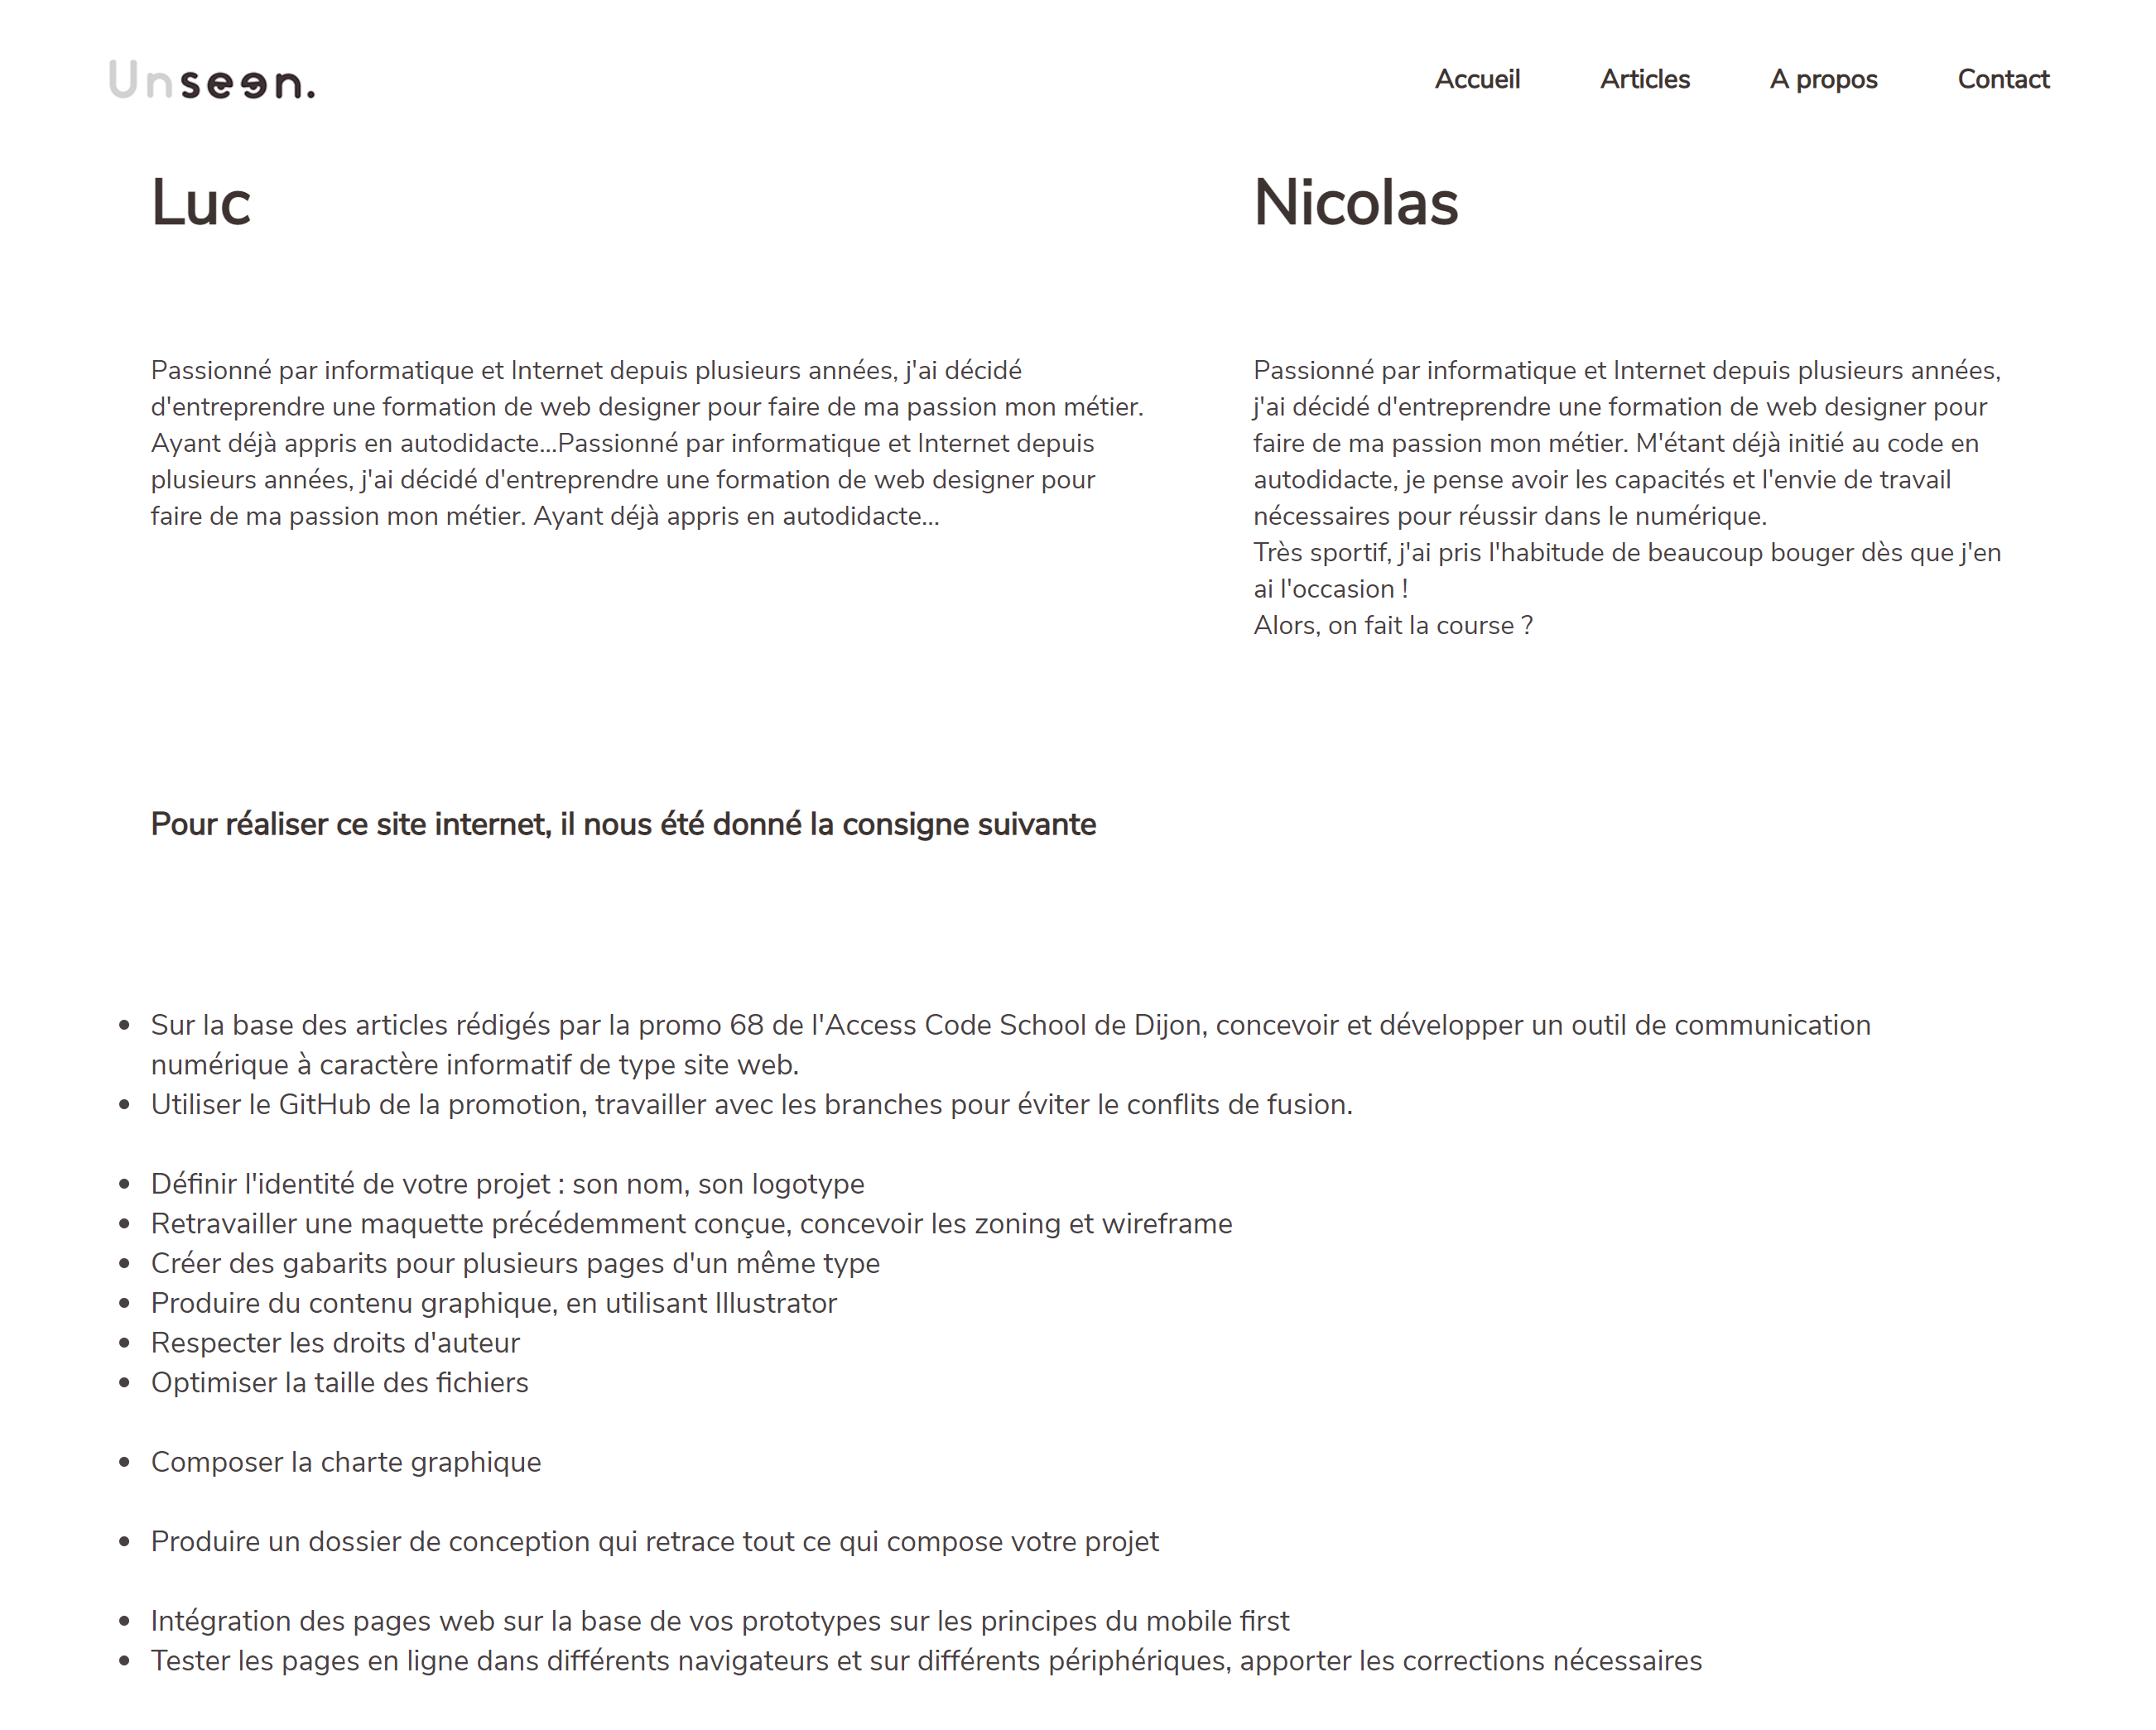 Unseen.
Accueil Articles A propos Contact
Luc
Passionné par informatique et Internet depuis plusieurs années, j'ai décidé
d'entreprendre une formation de web designer pour faire de ma passion mon métier.
Ayant déjà appris en autodidacte...Passionné par informatique et Internet depuis
plusieurs années, j'ai décidé d'entreprendre une formation de web designer pour
faire de ma passion mon métier. Ayant déjà appris en autodidacte...
Nicolas
Passionné par informatique et Internet depuis plusieurs années,
j'ai décidé d'entreprendre une formation de web designer pour
faire de ma passion mon métier. M'étant déjà initié au code en
autodidacte, je pense avoir les capacités et l'envie de travail
nécessaires pour réussir dans le numérique.
Très sportif, j'ai pris l'habitude de beaucoup bouger dès que j'en
ai l'occasion !
Alors, on fait la course ?
Pour réaliser ce site internet, il nous été donné la consigne suivante
• Sur la base des articles rédigés par la promo 68 de l'Access Code School de Dijon, concevoir et développer un outil de communication
numérique à caractère informatif de type site web.
• Utiliser le GitHub de la promotion, travailler avec les branches pour éviter le conflits de fusion.
• Définir l'identité de votre projet : son nom, son logotype
• Retravailler une maquette précédemment conçue, concevoir les zoning et wireframe
• Créer des gabarits pour plusieurs pages d'un même type
• Produire du contenu graphique, en utilisant Illustrator
• Respecter les droits d'auteur
• Optimiser la taille des fichiers
• Composer la charte graphique
• Produire un dossier de conception qui retrace tout ce qui compose votre projet
• Intégration des pages web sur la base de vos prototypes sur les principes du mobile first
• Tester les pages en ligne dans différents navigateurs et sur différents périphériques, apporter les corrections nécessaires